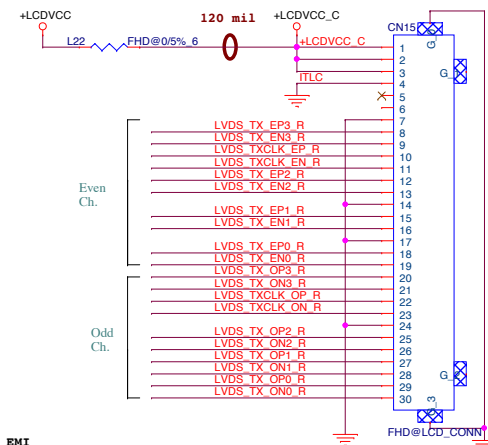 120 mil
+LCDVCC
+LCDVCC_C
CN15
L22
FHD@0/5%_6
+LCDVCC_C
1
2
3
ITLC
4
5
6
7
LVDS_TX_EP3_R
8
LVDS_TX_EN3_R
9
LVDS_TXCLK_EP_R
10
LVDS_TXCLK_EN_R
11
LVDS_TX_EP2_R
12
Even
Ch.
LVDS_TX_EN2_R
13
14
LVDS_TX_EP1_R
15
LVDS_TX_EN1_R
16
17
LVDS_TX_EP0_R
18
LVDS_TX_EN0_R
19
LVDS_TX_OP3_R
20
LVDS_TX_ON3_R
21
LVDS_TXCLK_OP_R
22
LVDS_TXCLK_ON_R
23
24
Odd
Ch.
LVDS_TX_OP2_R
25
LVDS_TX_ON2_R
26
LVDS_TX_OP1_R
27
LVDS_TX_ON1_R
28
LVDS_TX_OP0_R
29
LVDS_TX_ON0_R
30
FHD@LCD_CONN
EMI